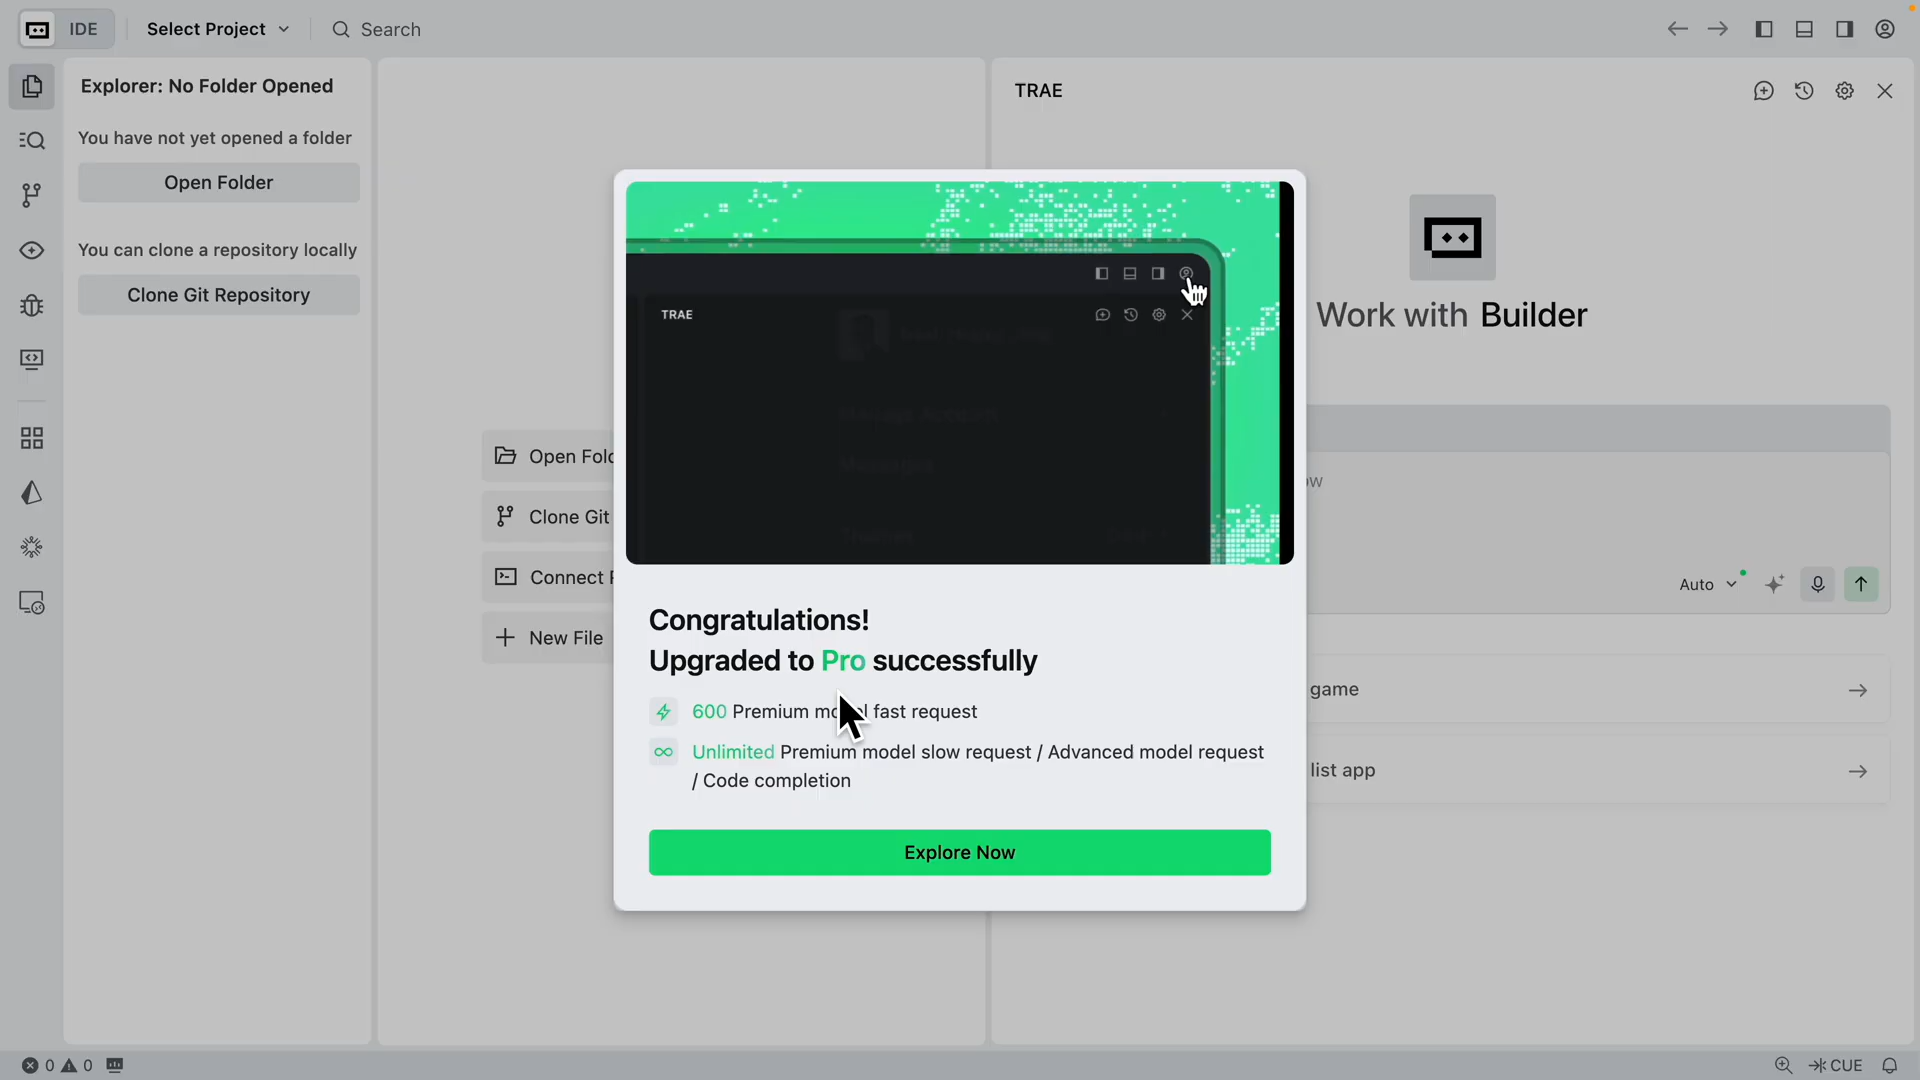 IDE
Select Project
Search
Explorer: No Folder Opened
You have not yet opened a folder
Open Folder
You can clone a repository locally
Clone Git Repository
Open
Clone Git
Connect
New File
TRAE
Work with Builder
Auto
game
list app
TRAE
Congratulations!
Upgraded to Pro successfully
600 Premium model fast request
Unlimited Premium model slow request / Advanced model request
/ Code completion
Explore Now
0
0
CUE